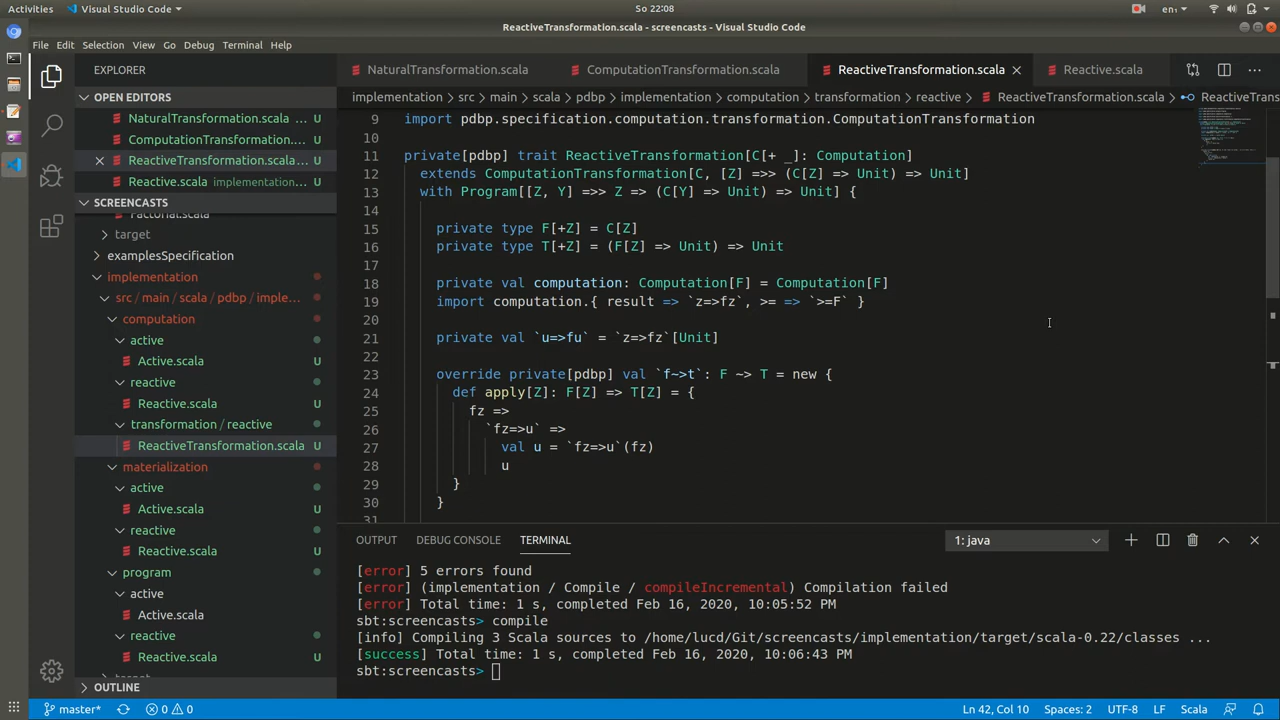 Activities
Visual Studio Code
So 22:08
en₁
ReactiveTransformation.scala - screencasts - Visual Studio Code
File Edit Selection View Go Debug Terminal Help
EXPLORER
OPEN EDITORS
NaturalTransformation.scala ...
ComputationTransformation.scala...
ReactiveTransformation.scala...
Reactive.scala implementation...
SCREENCASTS
Factorial.scala
target
examplesSpecification
implementation
src / main / scala / pdbp / imple...
computation
active
Active.scala U
reactive
Reactive.scala U
transformation / reactive
ReactiveTransformation.scala U
materialization
active
Active.scala U
reactive
Reactive.scala U
program
active
Active.scala U
reactive
Reactive.scala U
OUTLINE
NaturalTransformation.scala
ComputationTransformation.scala
ReactiveTransformation.scala
Reactive.scala
implementation > src > main > scala > pdbp > implementation > computation > transformation > reactive > ReactiveTransformation.scala > ReactiveTrans
9 import pdbp.specification.computation.transformation.ComputationTransformation
10
11 private[pdbp] trait ReactiveTransformation[C[+ _]: Computation]
12 extends ComputationTransformation[C, [Z] =>> (C[Z] => Unit) => Unit]
13 with Program[[Z, Y] =>> Z => (C[Y] => Unit) => Unit] {
14
15 private type F[+Z] = C[Z]
16 private type T[+Z] = (F[Z] => Unit) => Unit
17
18 private val computation: Computation[F] = Computation[F]
19 import computation.{ result => `z=>fz`, >= => `>=F` }
20
21 private val `u=>fu` = `z=>fz`[Unit]
22
23 override private[pdbp] val `f~>t`: F ~> T = new {
24 def apply[Z]: F[Z] => T[Z] = {
25 fz =>
26 `fz=>u` =>
27 val u = `fz=>u`(fz)
28 u
29 }
30 }
31
OUTPUT DEBUG CONSOLE TERMINAL
1: java
[error] 5 errors found
[error] (implementation / Compile / compileIncremental) Compilation failed
[error] Total time: 1 s, completed Feb 16, 2020, 10:05:52 PM
sbt:screencasts> compile
[info] Compiling 3 Scala sources to /home/lucd/Git/screencasts/implementation/target/scala-0.22/classes ...
[success] Total time: 1 s, completed Feb 16, 2020, 10:06:43 PM
sbt:screencasts>
master*
0 0
Ln 42, Col 10
Spaces: 2
UTF-8
LF
Scala